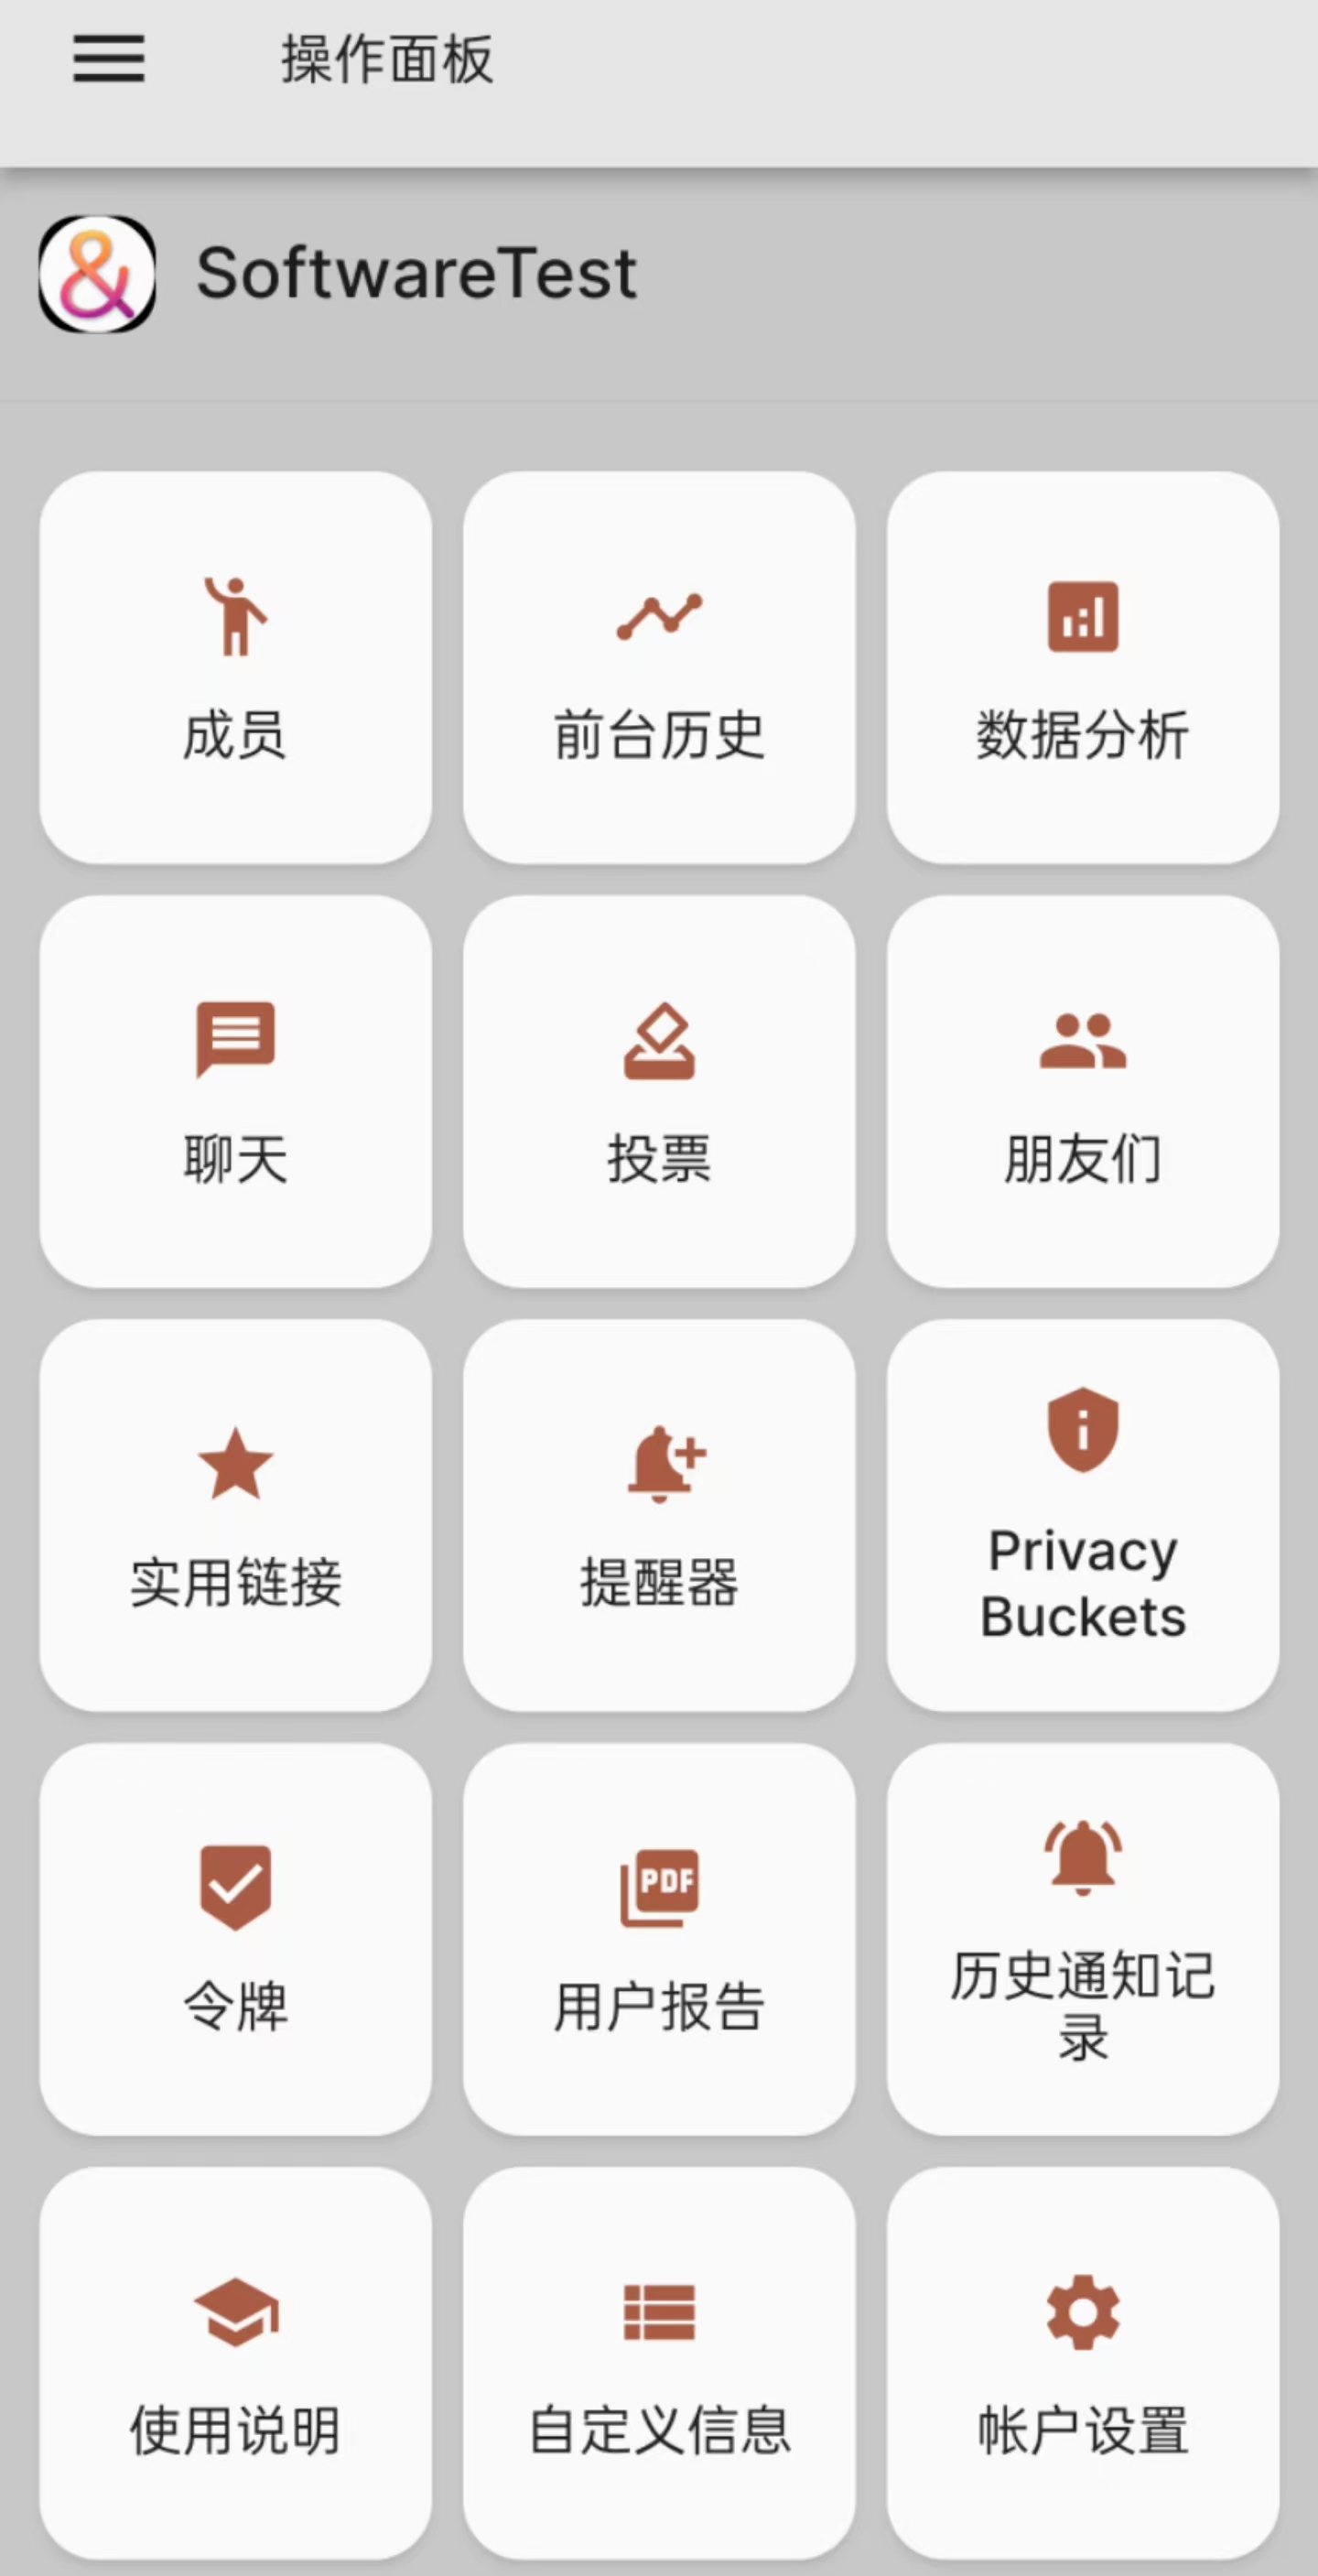 操作面板
&
SoftwareTest
成员
前台历史
数据分析
聊天
投票
朋友们
实用链接
提醒器
Privacy
Buckets
令牌
PDF
用户报告
历史通知记
录
使用说明
自定义信息
帐户设置